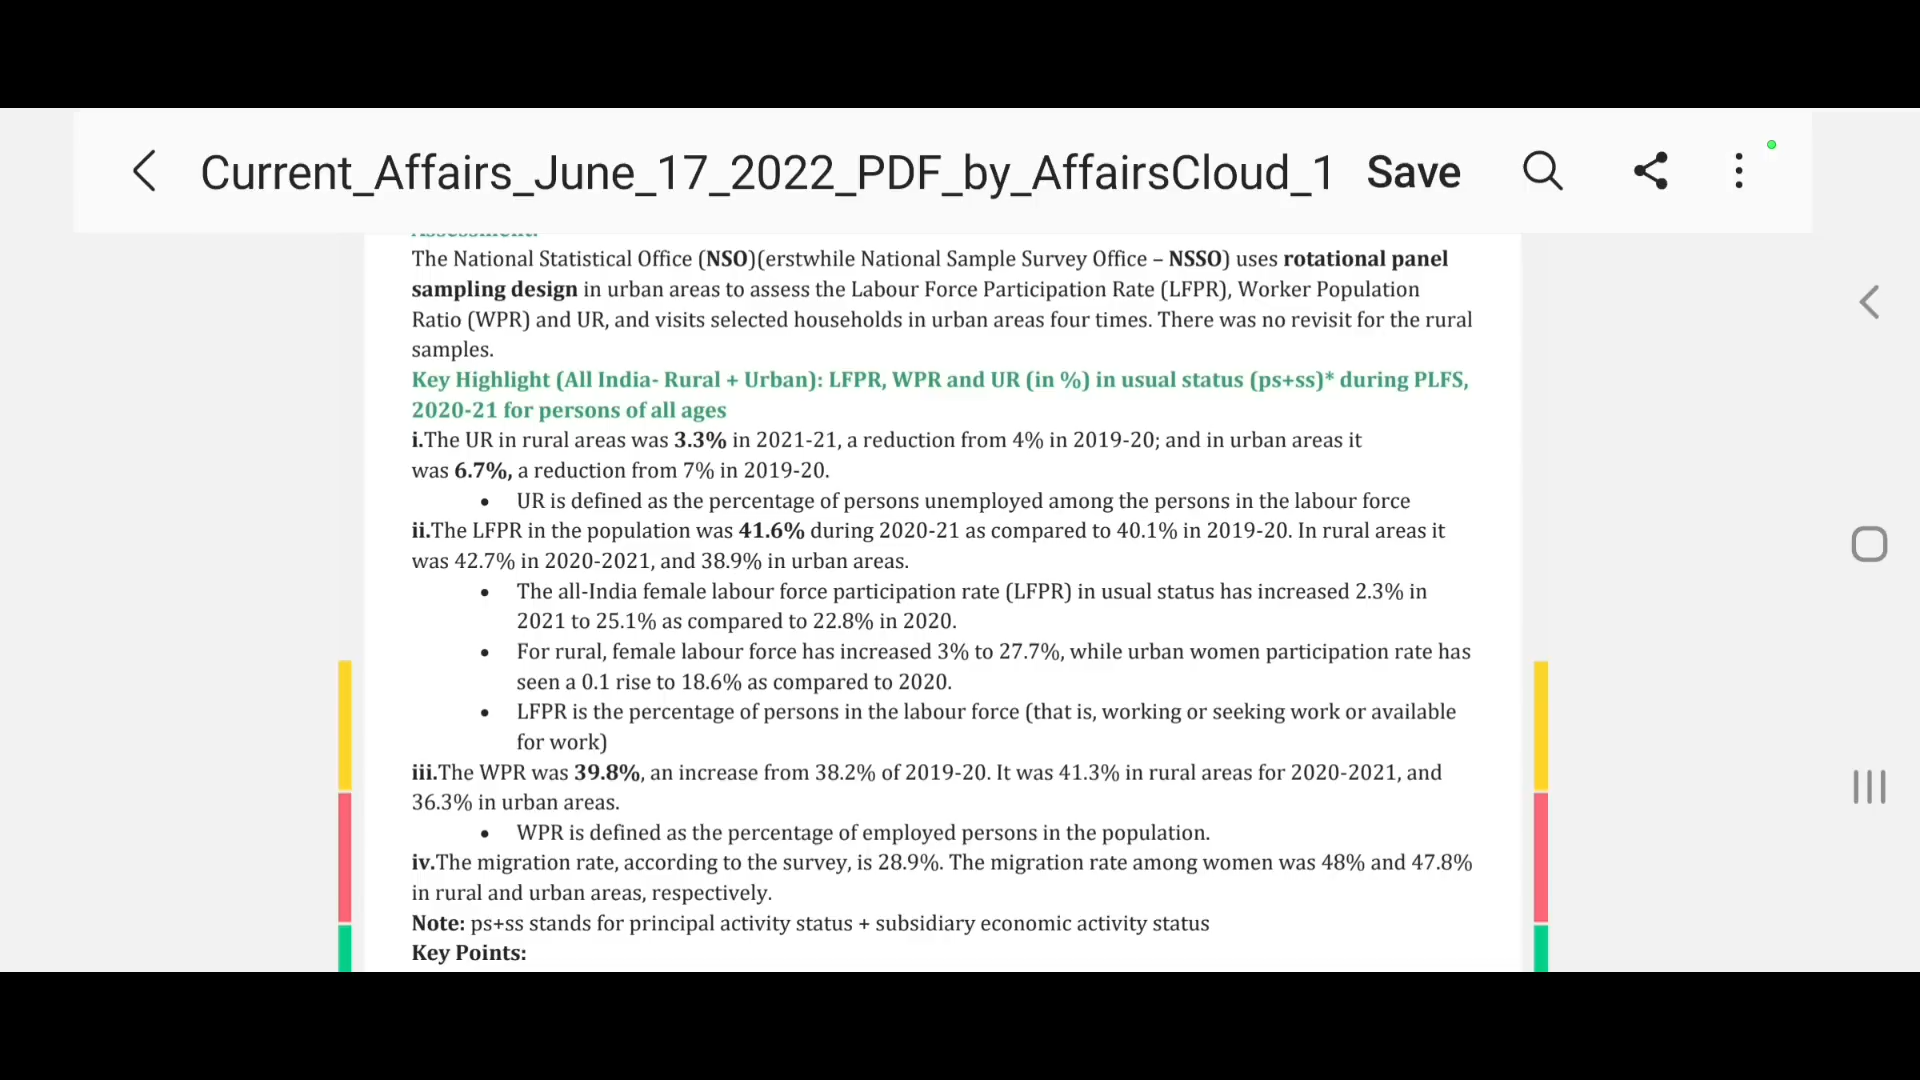 Current_Affairs_June_17_2022_PDF_by_AffairsCloud_1 Save
Assessment:
The National Statistical Office (NSO)(erstwhile National Sample Survey Office – NSSO) uses rotational panel
sampling design in urban areas to assess the Labour Force Participation Rate (LFPR), Worker Population
Ratio (WPR) and UR, and visits selected households in urban areas four times. There was no revisit for the rural
samples.
Key Highlight (All India- Rural + Urban): LFPR, WPR and UR (in %) in usual status (ps+ss)* during PLFS,
2020-21 for persons of all ages
i.The UR in rural areas was 3.3% in 2021-21, a reduction from 4% in 2019-20; and in urban areas it
was 6.7%, a reduction from 7% in 2019-20.
• UR is defined as the percentage of persons unemployed among the persons in the labour force
ii.The LFPR in the population was 41.6% during 2020-21 as compared to 40.1% in 2019-20. In rural areas it
was 42.7% in 2020-2021, and 38.9% in urban areas.
• The all-India female labour force participation rate (LFPR) in usual status has increased 2.3% in
2021 to 25.1% as compared to 22.8% in 2020.
• For rural, female labour force has increased 3% to 27.7%, while urban women participation rate has
seen a 0.1 rise to 18.6% as compared to 2020.
• LFPR is the percentage of persons in the labour force (that is, working or seeking work or available
for work)
iii.The WPR was 39.8%, an increase from 38.2% of 2019-20. It was 41.3% in rural areas for 2020-2021, and
36.3% in urban areas.
• WPR is defined as the percentage of employed persons in the population.
iv.The migration rate, according to the survey, is 28.9%. The migration rate among women was 48% and 47.8%
in rural and urban areas, respectively.
Note: ps+ss stands for principal activity status + subsidiary economic activity status
Key Points: